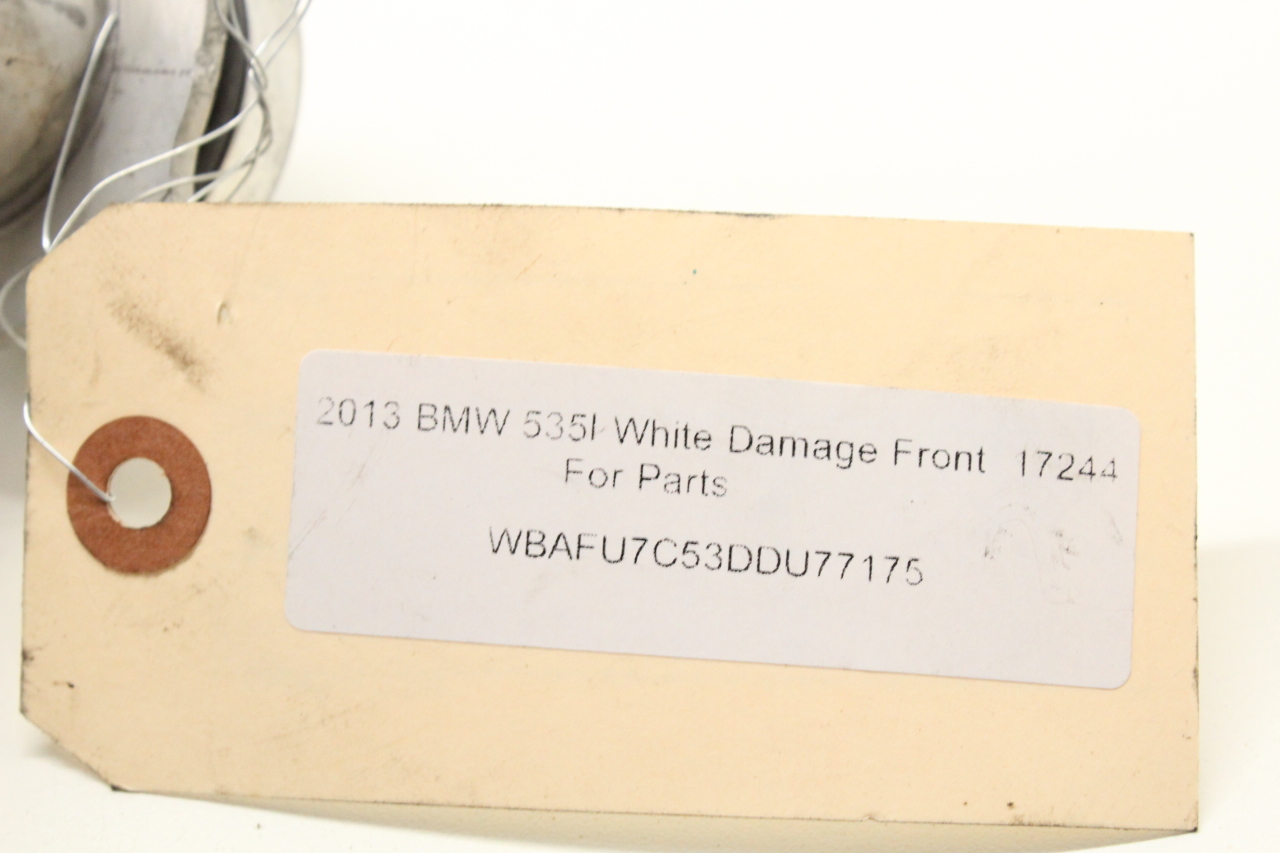 2013 BMW 535I White Damage Front 17244
For Parts
WBAFU7C53DDU77175